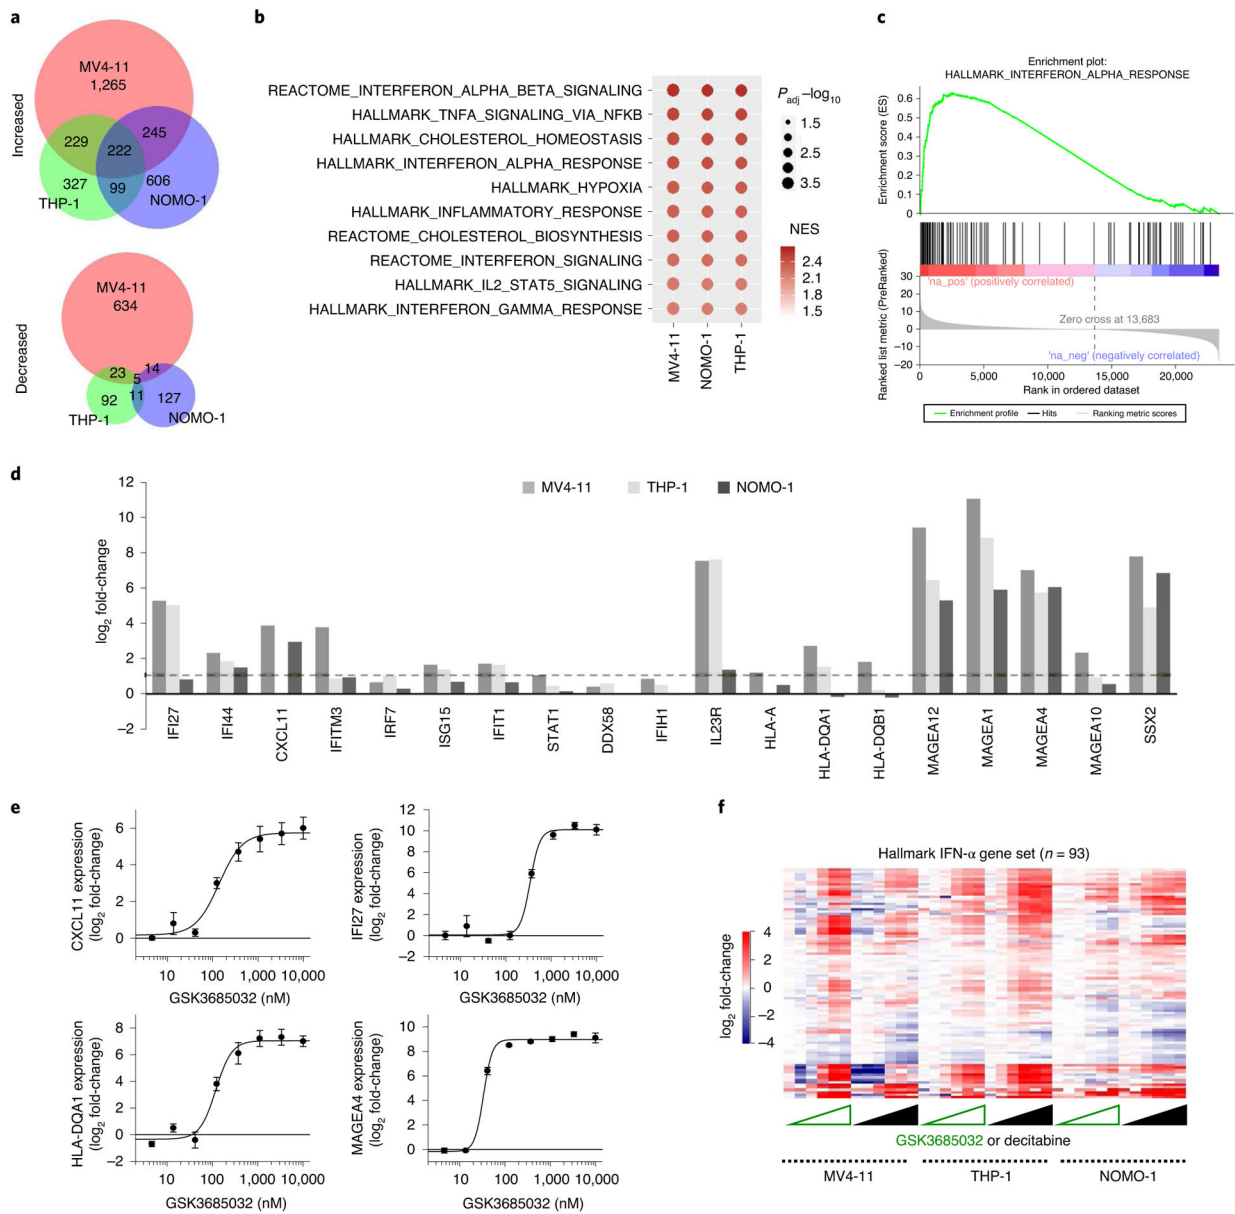 a
Increased
MV4-11
1,265
229
245
222
327
99
606
THP-1
NOMO-1
Decreased
MV4-11
634
23
14
5
92
11
127
THP-1
NOMO-1
b
REACTOME_INTERFERON_ALPHA_BETA_SIGNALING
HALLMARK_TNFA_SIGNALING_VIA_NFKB
HALLMARK_CHOLESTEROL_HOMEOSTASIS
HALLMARK_INTERFERON_ALPHA_RESPONSE
HALLMARK_HYPOXIA
HALLMARK_INFLAMMATORY_RESPONSE
REACTOME_CHOLESTEROL_BIOSYNTHESIS
REACTOME_INTERFERON_SIGNALING
HALLMARK_IL2_STAT5_SIGNALING
HALLMARK_INTERFERON_GAMMA_RESPONSE
MV4-11
NOMO-1
THP-1
Padj –log10
1.5
2.5
3.5
NES
2.4
2.1
1.8
1.5
c
Enrichment plot:
HALLMARK_INTERFERON_ALPHA_RESPONSE
Enrichment score (ES)
0.6
0.5
0.4
0.3
0.2
0.1
0
Ranked list metric (PreRanked)
30
20
10
0
−10
−20
'na_pos' (positively correlated)
Zero cross at 13,683
'na_neg' (negatively correlated)
0
5,000
10,000
15,000
20,000
Rank in ordered dataset
Enrichment profile
Hits
Ranking metric scores
d
log2 fold-change
12
10
8
6
4
2
0
−2
MV4-11
THP-1
NOMO-1
IFI27
IFI44
CXCL11
IFITM3
IRF7
ISG15
IFIT1
STAT1
DDX58
IFIH1
IL23R
HLA-A
HLA-DQA1
HLA-DQB1
MAGEA12
MAGEA1
MAGEA4
MAGEA10
SSX2
e
CXCL11 expression
(log2 fold-change)
6
4
2
0
10
100
1,000
10,000
GSK3685032 (nM)
IFI27 expression
(log2 fold-change)
12
10
8
6
4
2
0
−2
10
100
1,000
10,000
GSK3685032 (nM)
HLA-DQA1 expression
(log2 fold-change)
8
6
4
2
0
−2
10
100
1,000
10,000
GSK3685032 (nM)
MAGEA4 expression
(log2 fold-change)
10
8
6
4
2
0
10
100
1,000
10,000
GSK3685032 (nM)
f
Hallmark IFN-α gene set (n = 93)
log2 fold-change
4
2
0
−2
−4
GSK3685032 or decitabine
MV4-11
THP-1
NOMO-1